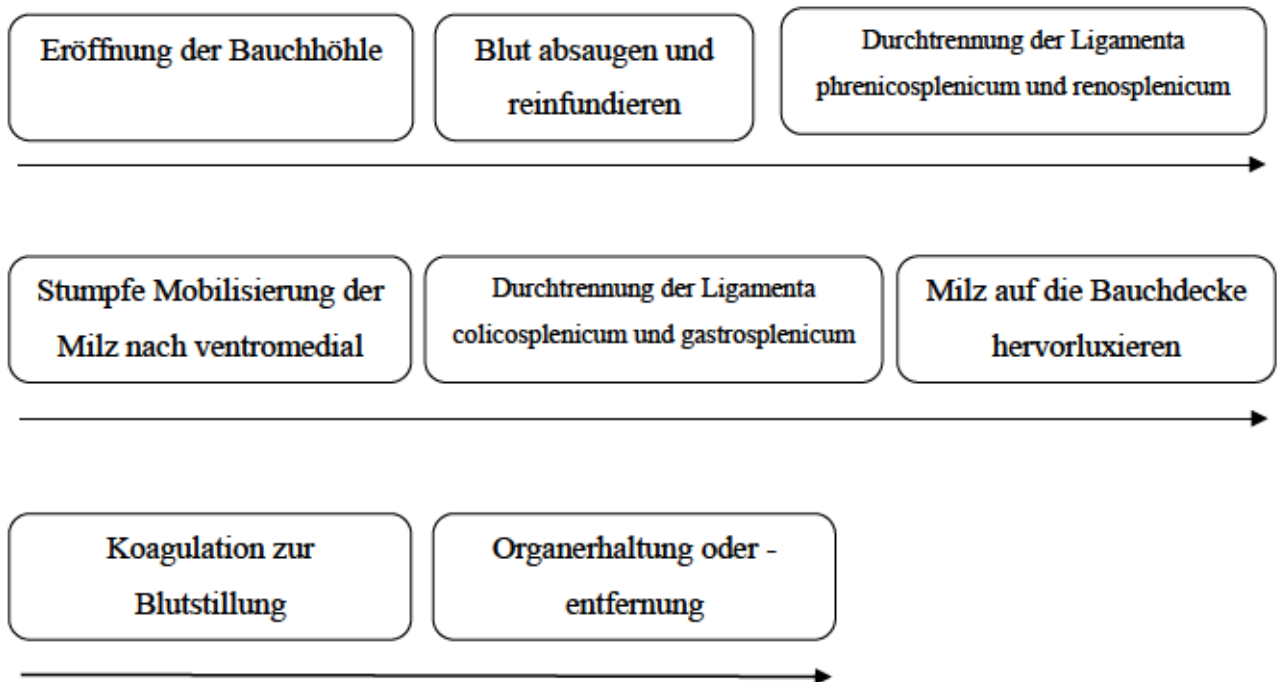 Eröffnung der Bauchhöhle
Blut absaugen und
reinfundieren
Durchtrennung der Ligamenta
phrenicosplenicum und renosplenicum
Stumpfe Mobilisierung der
Milz nach ventromedial
Durchtrennung der Ligamenta
colicosplenicum und gastrosplenicum
Milz auf die Bauchdecke
hervorluxieren
Koagulation zur
Blutstillung
Organerhaltung oder -
entfernung